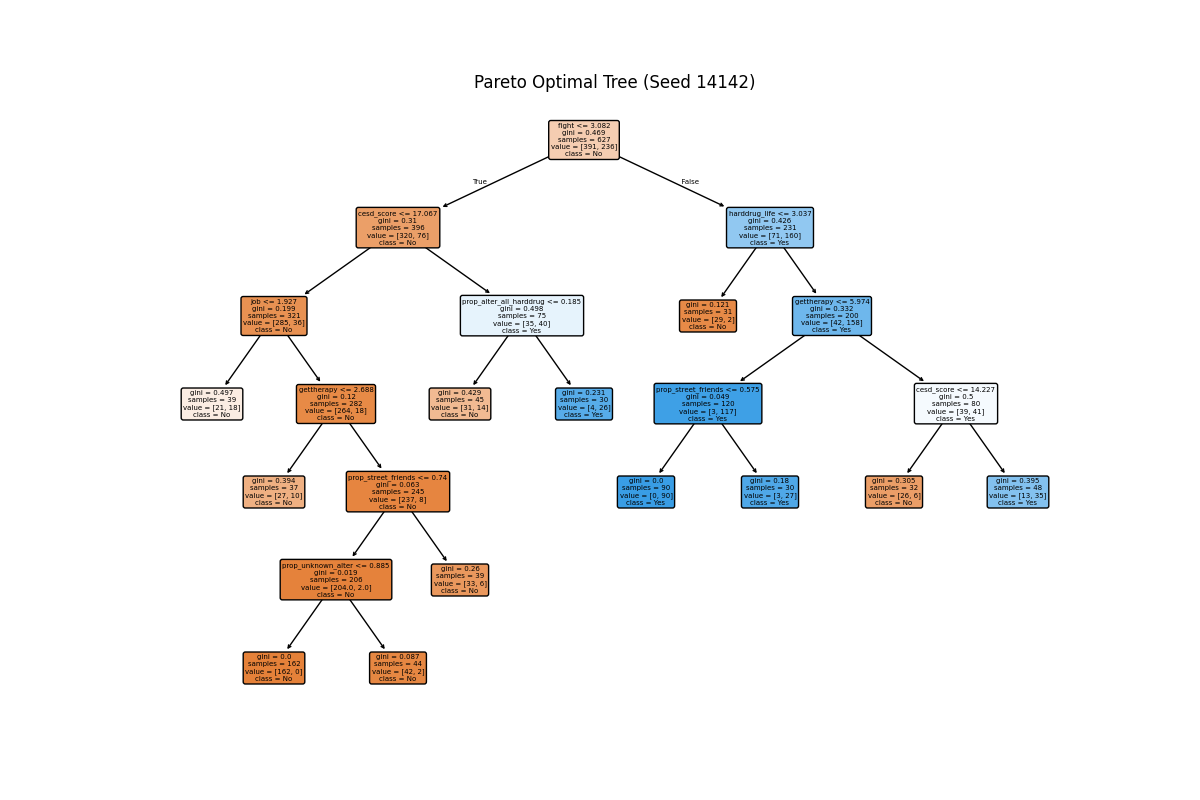 Pareto Optimal Tree (Seed 14142)
fight <= 3.082
gini = 0.469
samples = 627
value = [391, 236]
class = No
True
False
cesd_score <= 17.067
gini = 0.31
samples = 396
value = [320, 76]
class = No
harddrug_life <= 3.037
gini = 0.426
samples = 231
value = [71, 160]
class = Yes
job <= 1.927
gini = 0.199
samples = 321
value = [285, 36]
class = No
prop_alter_all_harddrug <= 0.185
gini = 0.498
samples = 75
value = [35, 40]
class = Yes
gini = 0.121
samples = 31
value = [29, 2]
class = No
gettherapy <= 5.974
gini = 0.332
samples = 200
value = [42, 158]
class = Yes
gini = 0.497
samples = 39
value = [21, 18]
class = No
gettherapy <= 2.688
gini = 0.12
samples = 282
value = [264, 18]
class = No
gini = 0.429
samples = 45
value = [31, 14]
class = No
gini = 0.231
samples = 30
value = [4, 26]
class = Yes
prop_street_friends <= 0.575
gini = 0.049
samples = 120
value = [3, 117]
class = Yes
cesd_score <= 14.227
gini = 0.5
samples = 80
value = [39, 41]
class = Yes
gini = 0.394
samples = 37
value = [27, 10]
class = No
prop_street_friends <= 0.74
gini = 0.063
samples = 245
value = [237, 8]
class = No
gini = 0.0
samples = 90
value = [0, 90]
class = Yes
gini = 0.18
samples = 30
value = [3, 27]
class = Yes
gini = 0.305
samples = 32
value = [26, 6]
class = No
gini = 0.395
samples = 48
value = [13, 35]
class = Yes
prop_unknown_alter <= 0.885
gini = 0.019
samples = 206
value = [204.0, 2.0]
class = No
gini = 0.26
samples = 39
value = [33, 6]
class = No
gini = 0.0
samples = 162
value = [162, 0]
class = No
gini = 0.087
samples = 44
value = [42, 2]
class = No